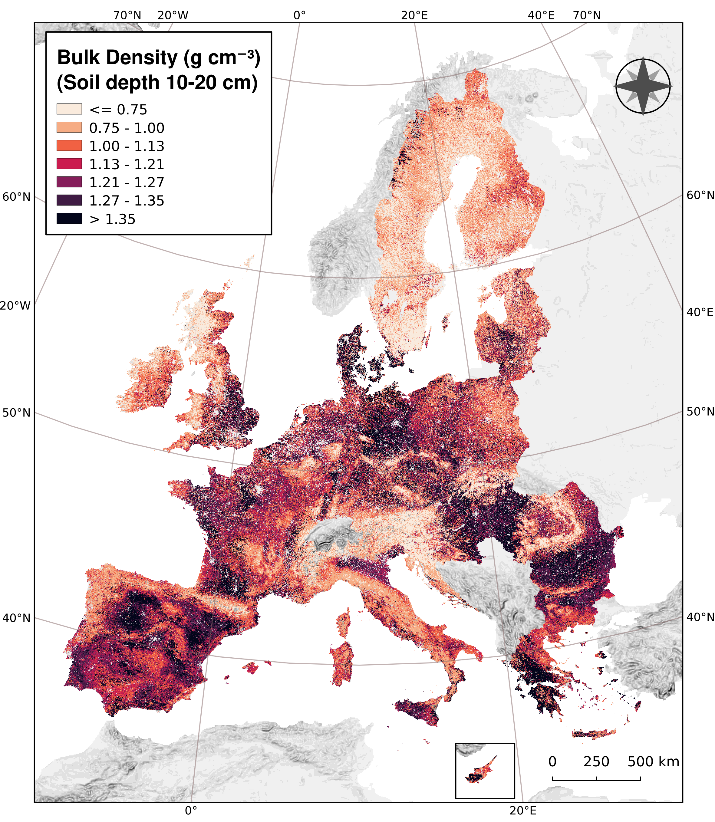 70°N 20°W 0° 20°E 40°E 70°N
Bulk Density (g cm⁻³)
(Soil depth 10-20 cm)
<= 0.75
0.75 - 1.00
1.00 - 1.13
1.13 - 1.21
1.21 - 1.27
1.27 - 1.35
> 1.35
60°N 60°N
20°W 40°E
50°N 50°N
40°N 40°N
0 250 500 km
0° 20°E